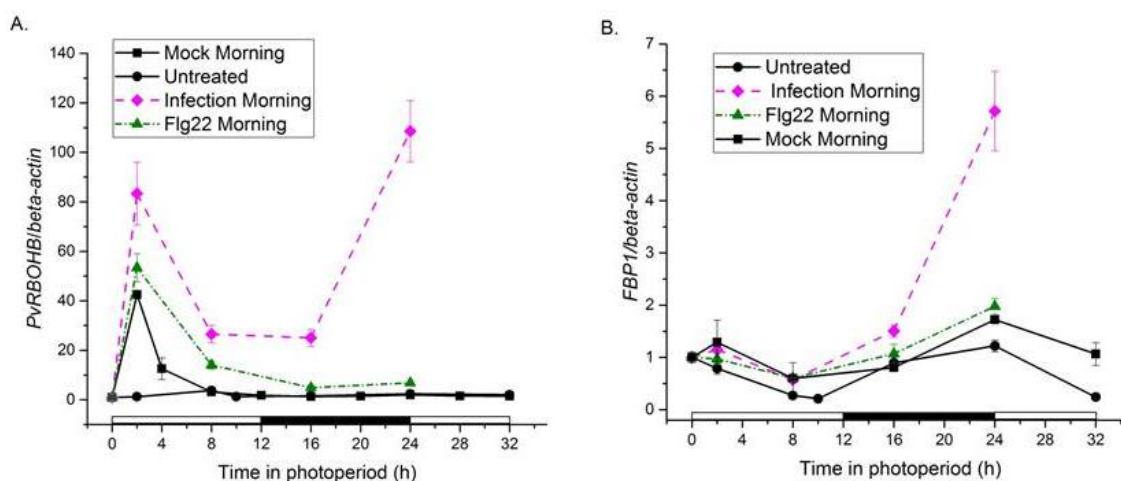 A.
PvRBOHB/beta-actin
140
120
100
80
60
40
20
0
Mock Morning
Untreated
Infection Morning
Flg22 Morning
0 4 8 12 16 20 24 28 32
Time in photoperiod (h)
B.
FBP1/beta-actin
7
6
5
4
3
2
1
0
Untreated
Infection Morning
Flg22 Morning
Mock Morning
0 4 8 12 16 20 24 28 32
Time in photoperiod (h)